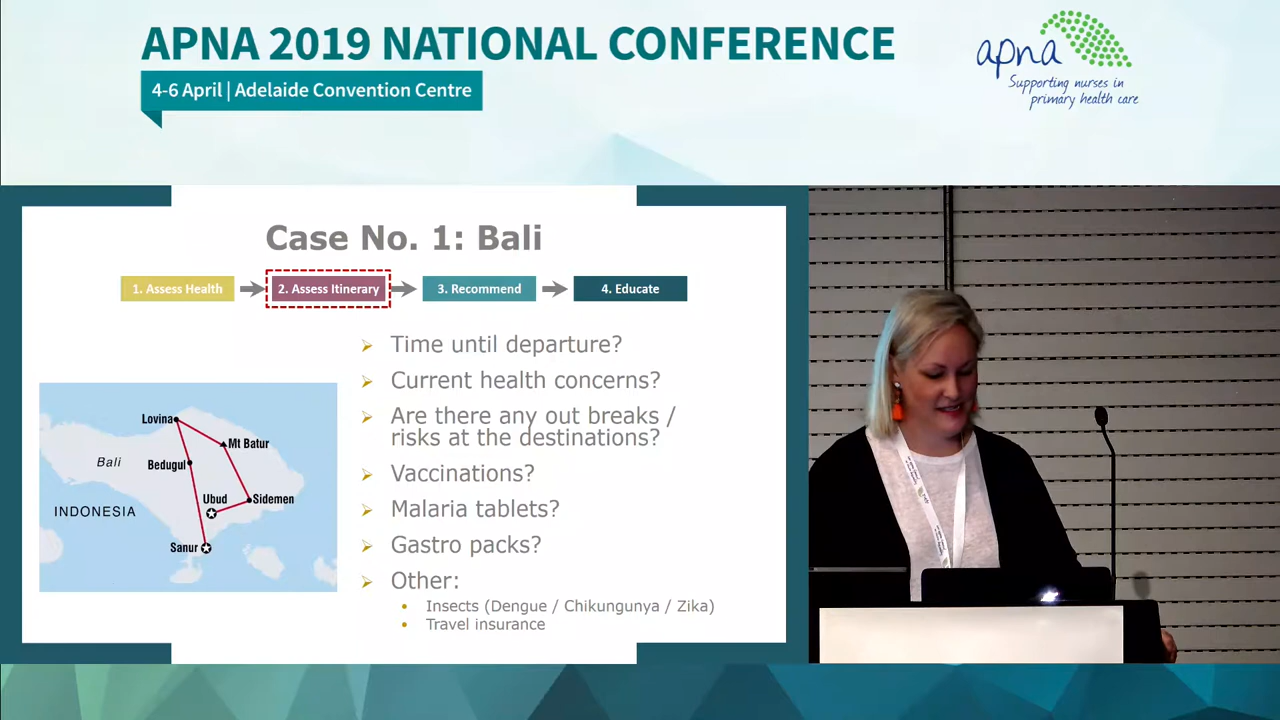 APNA 2019 NATIONAL CONFERENCE
4-6 April | Adelaide Convention Centre
apna
Supporting nurses in
primary health care
Case No. 1: Bali
1. Assess Health
2. Assess Itinerary
3. Recommend
4. Educate
Time until departure?
Current health concerns?
Are there any out breaks /
risks at the destinations?
Vaccinations?
Malaria tablets?
Gastro packs?
Other:
Insects (Dengue / Chikungunya / Zika)
Travel insurance
Lovina
Mt Batur
Bali
Bedugul
Ubud
Sidemen
INDONESIA
Sanur